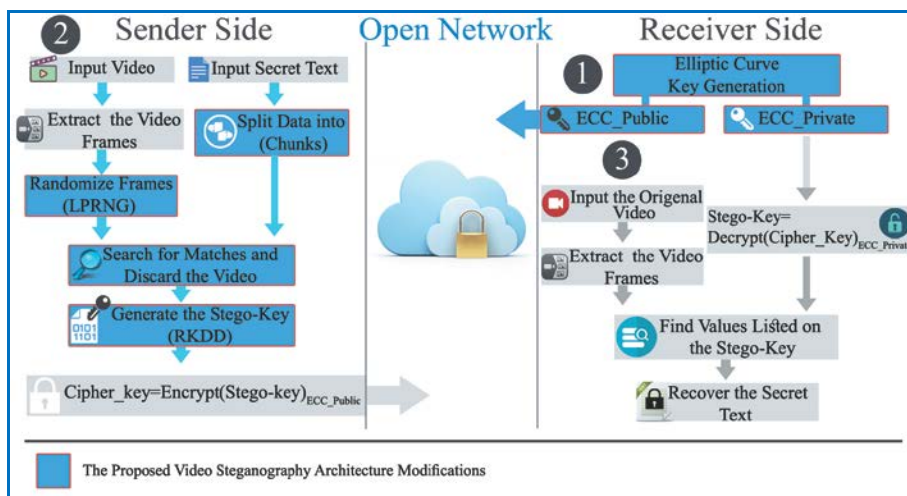 Sender Side
Open Network
Receiver Side
2
Input Video
Input Secret Text
Extract the Video
Frames
Split Data into
(Chunks)
Randomize Frames
(LPRNG)
Search for Matches and
Discard the Video
Generate the Stego-Key
(RKDD)
0101
1101
Cipher_key=Encrypt(Stego-key)ECC_Public
1
Elliptic Curve
Key Generation
ECC_Public
ECC_Private
3
Input the Origenal
Video
Extract the Video
Frames
Stego-Key=
Decrypt(Cipher_Key)ECC_Privat
Find Values Listed on
the Stego-Key
Recover the Secret
Text
The Proposed Video Steganography Architecture Modifications